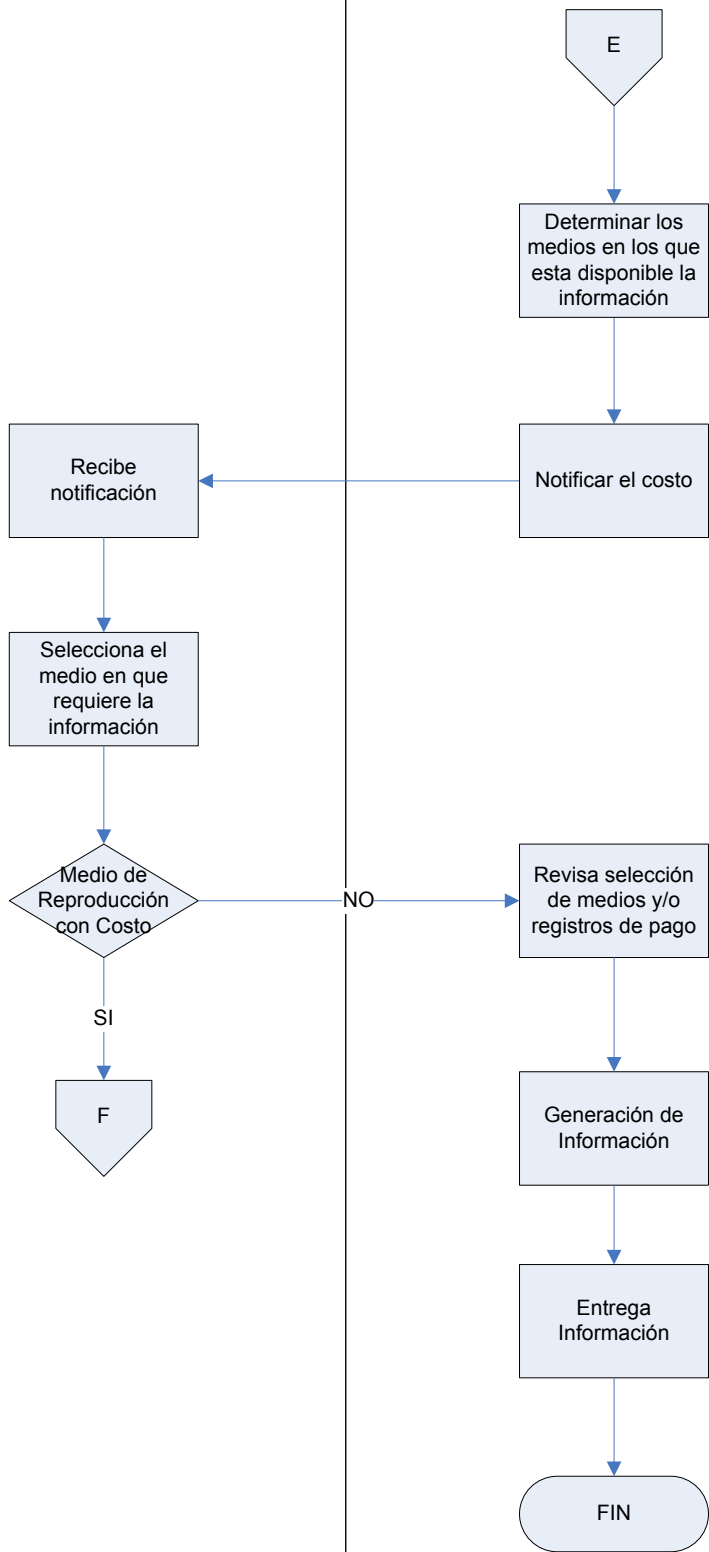 E
Determinar los
medios en los que
esta disponible la
información
Notificar el costo
Recibe
notificación
Selecciona el
medio en que
requiere la
información
Medio de
Reproducción
con Costo
NO
SI
F
Revisa selección
de medios y/o
registros de pago
Generación de
Información
Entrega
Información
FIN